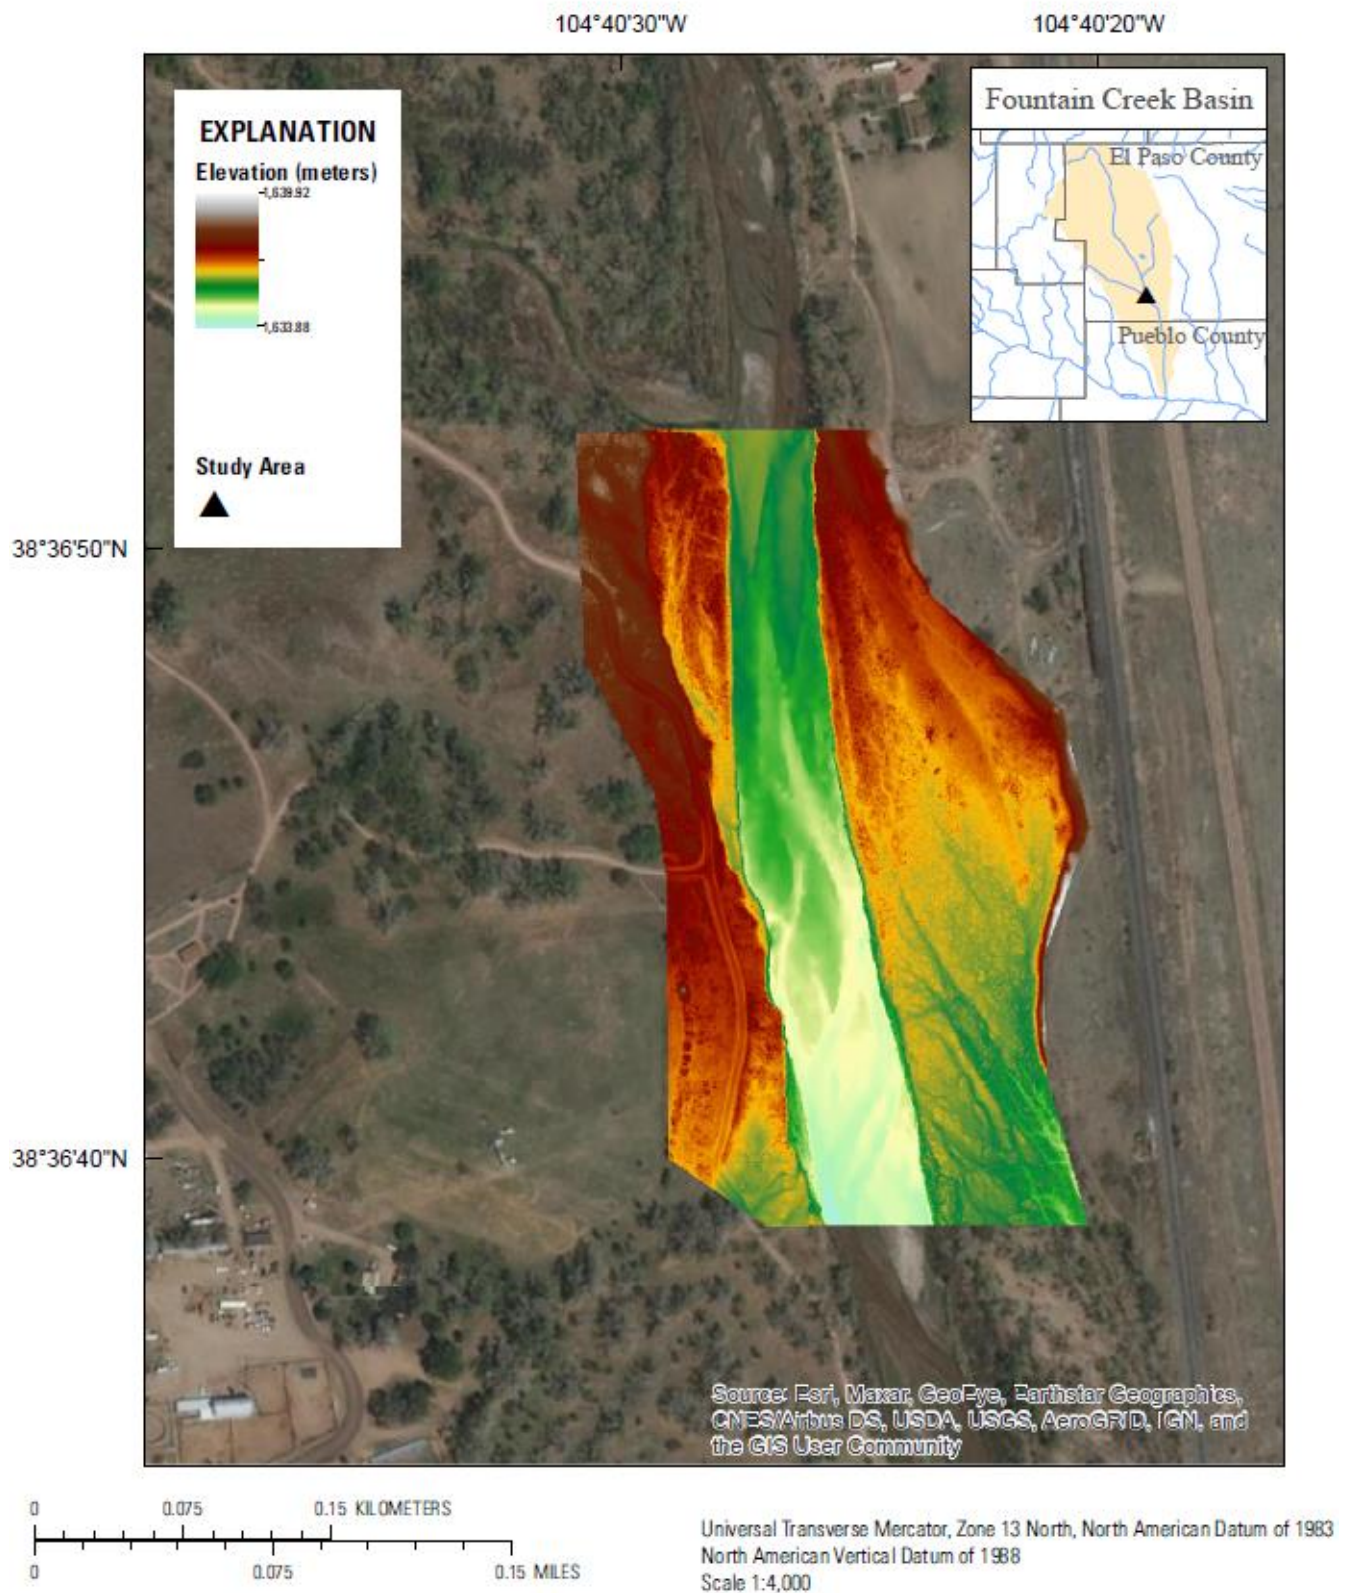 104°40'30"W
104°40'20"W
EXPLANATION
Elevation (meters)
1,639.92
1,633.88
Study Area
Fountain Creek Basin
El Paso County
Pueblo County
38°36'50"N
38°36'40"N
Source: Esri, Maxar, GeoEye, Earthstar Geographics,
CNES/Airbus DS, USDA, USGS, AeroGRID, IGN, and
the GIS User Community
0 0.075 0.15 KILOMETERS
0 0.075 0.15 MILES
Universal Transverse Mercator, Zone 13 North, North American Datum of 1983
North American Vertical Datum of 1988
Scale 1:4,000